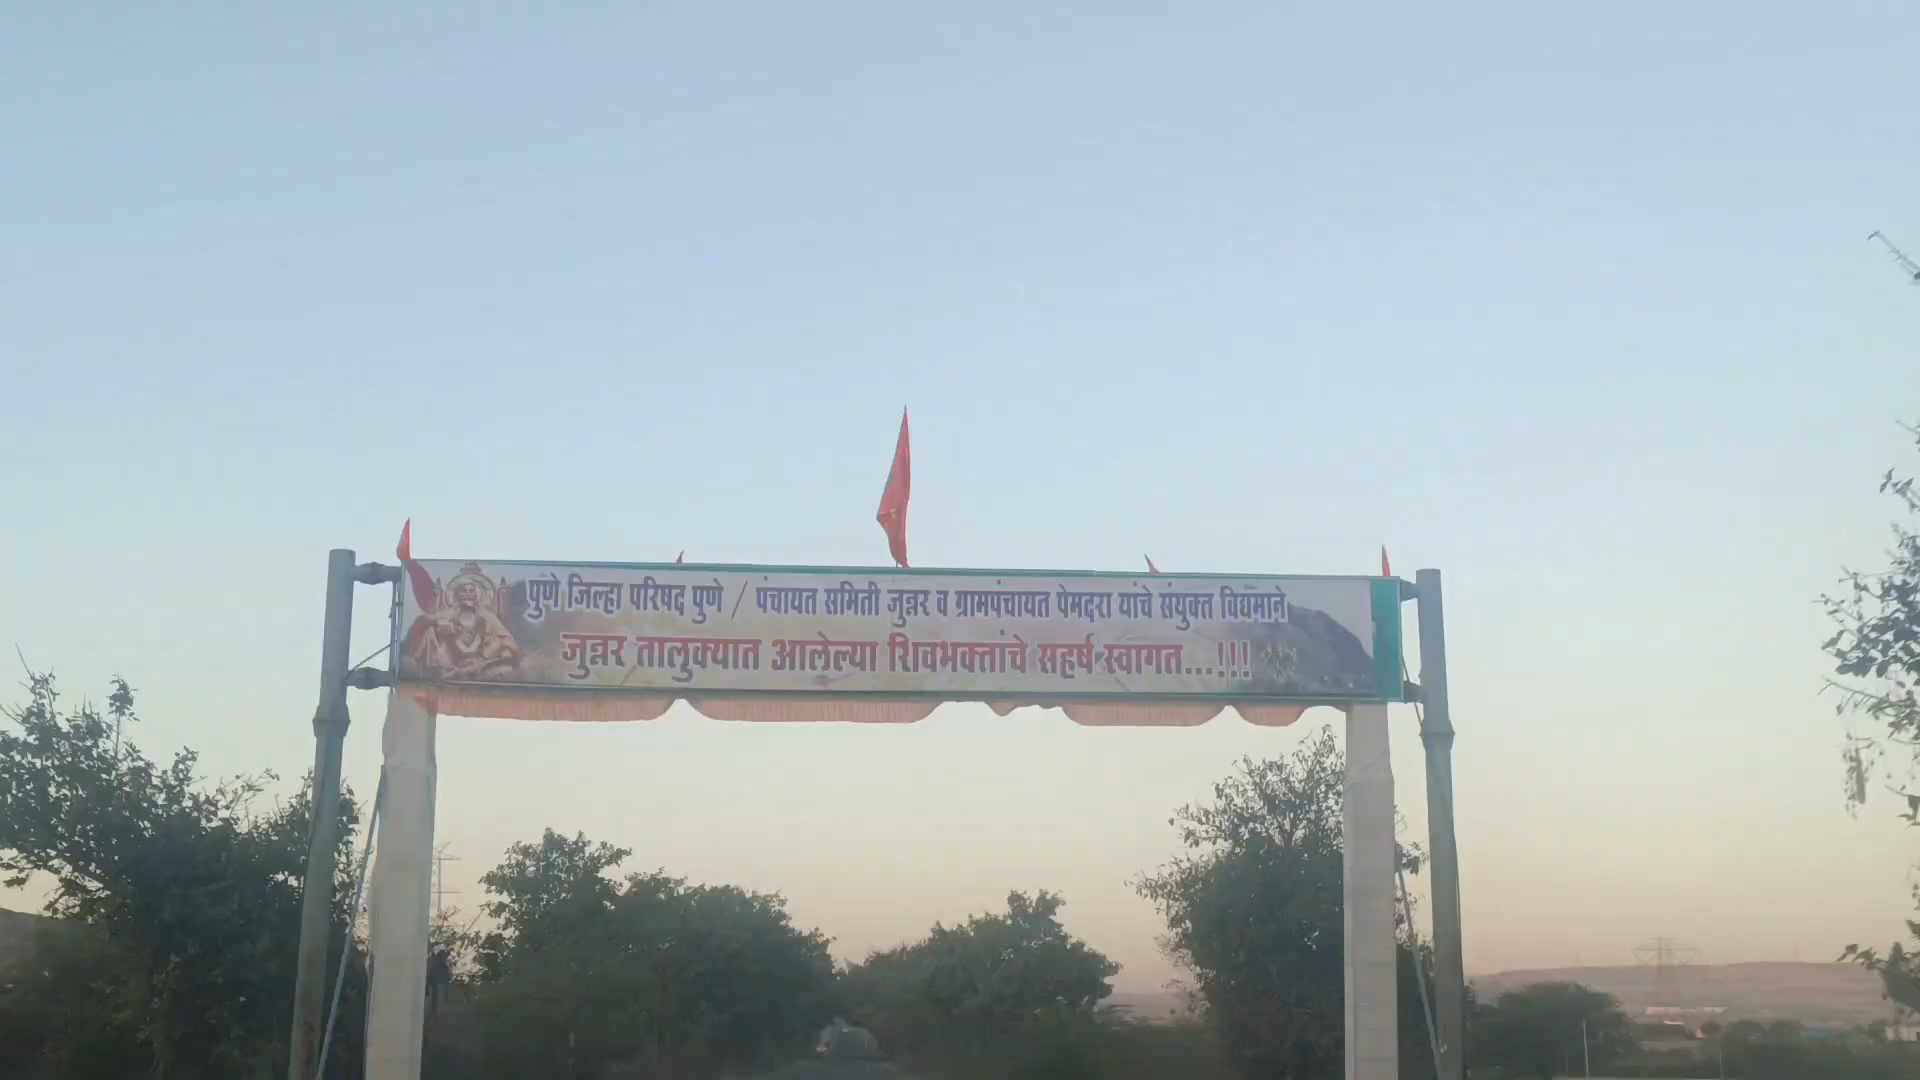 पुणे जिल्हा परिषद पुणे / पंचायत समिती जुन्नर व ग्रामपंचायत पेमदरा यांचे संयुक्त विद्यमाने
जुन्नर तालुक्यात आलेल्या शिवभक्तांचे सहर्ष स्वागत...!!!